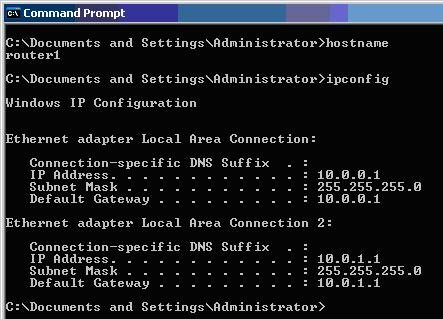 Command Prompt
C:\Documents and Settings\Administrator>hostname
router1
C:\Documents and Settings\Administrator>ipconfig
Windows IP Configuration
Ethernet adapter Local Area Connection:
Connection-specific DNS Suffix . :
IP Address. . . . . . . . . . . . : 10.0.0.1
Subnet Mask . . . . . . . . . . . : 255.255.255.0
Default Gateway . . . . . . . . . : 10.0.0.1
Ethernet adapter Local Area Connection 2:
Connection-specific DNS Suffix . :
IP Address. . . . . . . . . . . . : 10.0.1.1
Subnet Mask . . . . . . . . . . . : 255.255.255.0
Default Gateway . . . . . . . . . : 10.0.1.1
C:\Documents and Settings\Administrator>